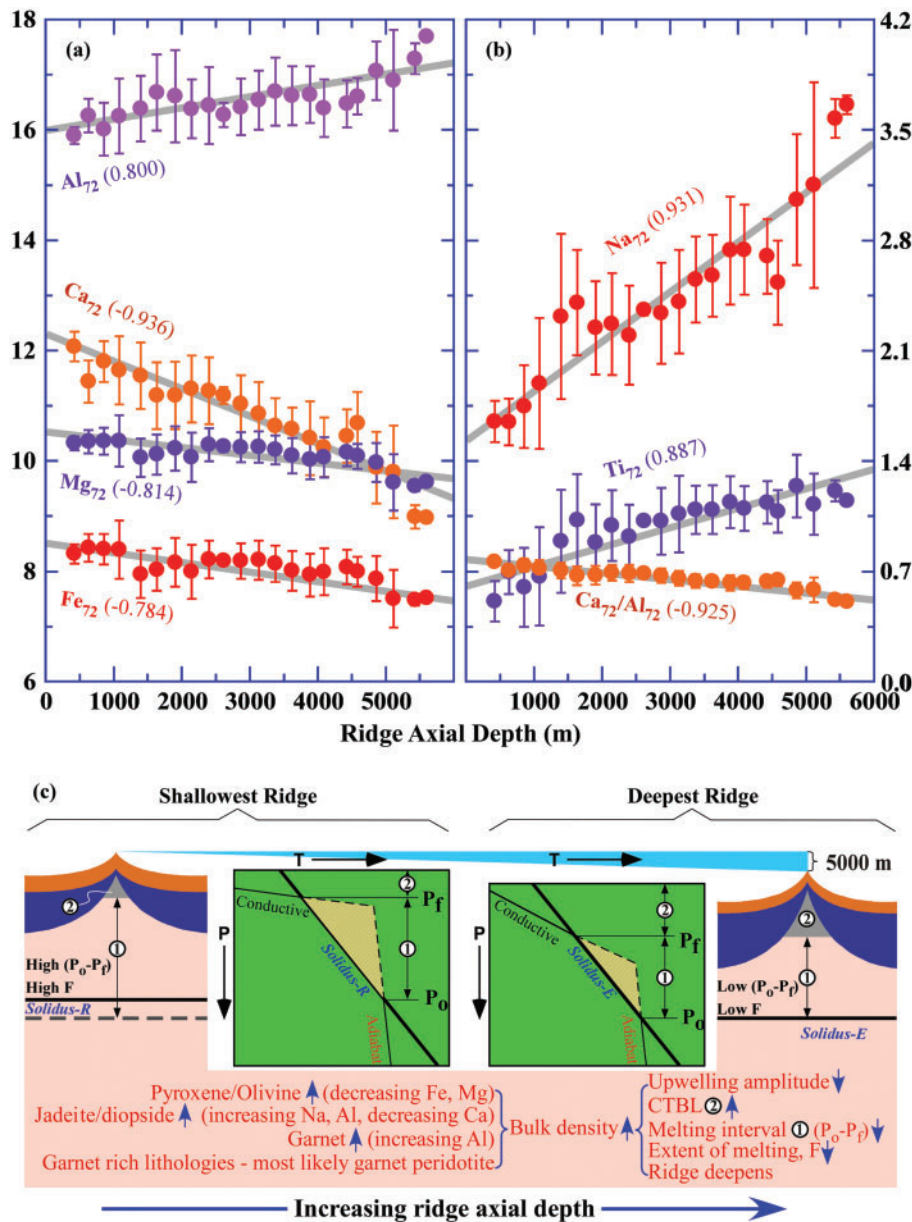 (a)
18
16
14
12
10
8
6
Al72 (0.800)
Ca72 (-0.936)
Mg72 (-0.814)
Fe72 (-0.784)
0 1000 2000 3000 4000 5000
(b)
4.2
3.5
2.8
2.1
1.4
0.7
0.0
Na72 (0.931)
Ti72 (0.887)
Ca72/Al72 (-0.925)
0 1000 2000 3000 4000 5000 6000
Ridge Axial Depth (m)
(c)
Shallowest Ridge
Deepest Ridge
T
T
5000 m
2
1
High (Po-Pf)
High F
Solidus-R
P
Conductive
Solidus-R
Adiabat
2
Pf
1
Po
P
Conductive
Solidus-E
Adiabat
2
Pf
1
Po
2
1
Low (Po-Pf)
Low F
Solidus-E
Pyroxene/Olivine (decreasing Fe, Mg)
Jadeite/diopside (increasing Na, Al, decreasing Ca)
Garnet (increasing Al)
Garnet rich lithologies - most likely garnet peridotite
Bulk density
Upwelling amplitude
CTBL 2
Melting interval 1 (Po-Pf)
Extent of melting, F
Ridge deepens
Increasing ridge axial depth